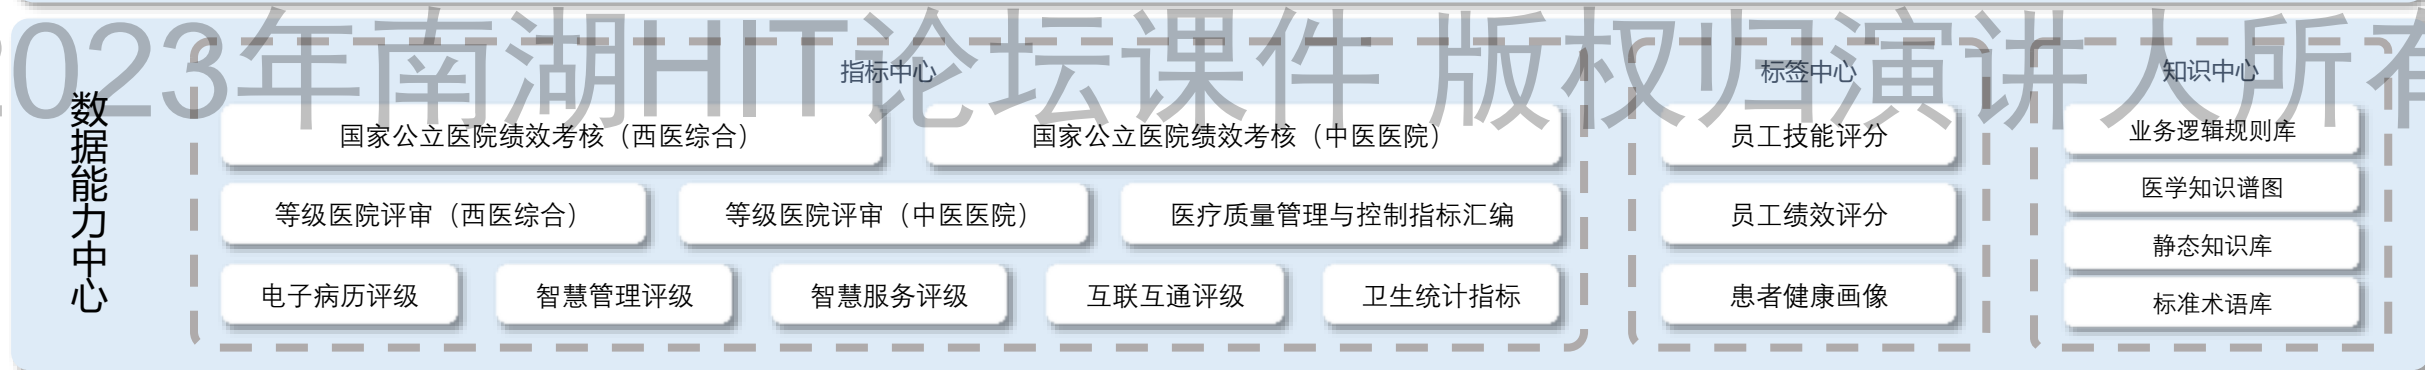 2023年南湖HIT论坛课件 版权归演讲人所有
数据能力中心
指标中心
国家公立医院绩效考核（西医综合）
国家公立医院绩效考核（中医医院）
等级医院评审（西医综合）
等级医院评审（中医医院）
医疗质量管理与控制指标汇编
电子病历评级
智慧管理评级
智慧服务评级
互联互通评级
卫生统计指标
标签中心
员工技能评分
员工绩效评分
患者健康画像
知识中心
业务逻辑规则库
医学知识谱图
静态知识库
标准术语库